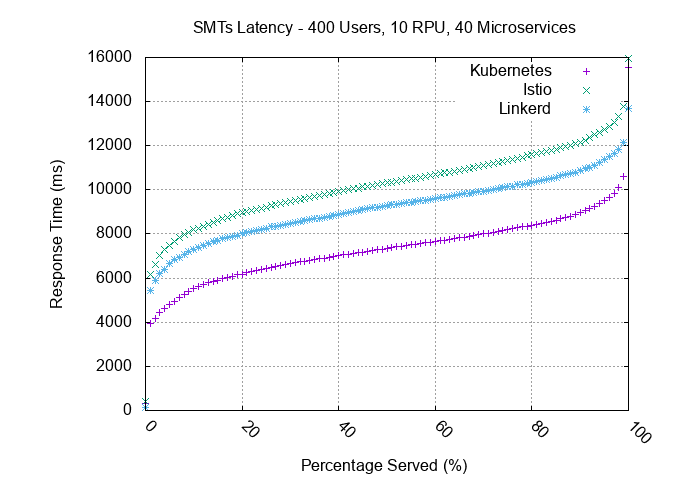 SMTs Latency - 400 Users, 10 RPU, 40 Microservices
16000
14000
12000
10000
8000
6000
4000
2000
0
Response Time (ms)
Kubernetes
Istio
Linkerd
0
20
40
60
80
100
Percentage Served (%)